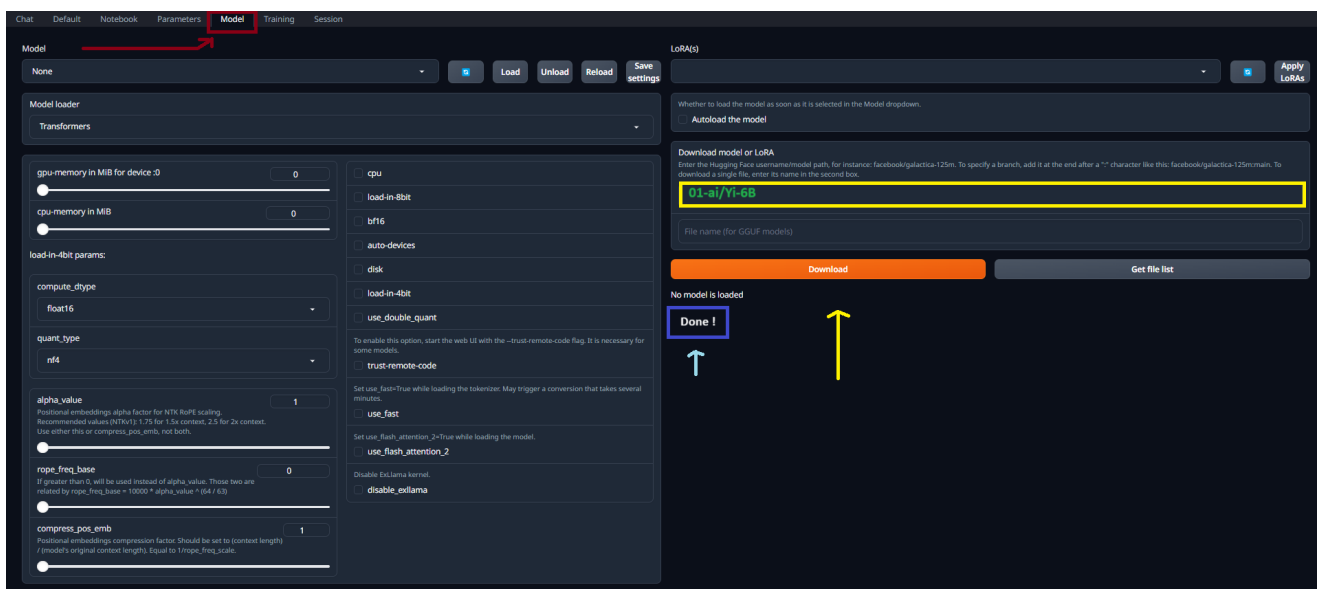 Chat Default Notebook Parameters Model Training Session
Model
None
Load Unload Reload Save settings
Model loader
Transformers
gpu-memory in MiB for device :0
0
cpu-memory in MiB
0
load-in-4bit params:
compute_dtype
float16
quant_type
nf4
alpha_value
1
Positional embeddings alpha factor for NTK RoPE scaling.
Recommended values (NTKv1): 1.75 for 1.5x context, 2.5 for 2x context.
Use either this or compress_pos_emb, not both.
rope_freq_base
0
If greater than 0, will be used instead of alpha_value. Those two are
related by rope_freq_base = 10000 * alpha_value ^ (64 / 63)
compress_pos_emb
1
Positional embeddings compression factor. Should be set to (context length)
/ (model's original context length). Equal to 1/rope_freq_scale.
cpu
load-in-8bit
bf16
auto-devices
disk
load-in-4bit
use_double_quant
To enable this option, start the web UI with the --trust-remote-code flag. It is necessary for
some models.
trust-remote-code
Set use_fast=True while loading the tokenizer. May trigger a conversion that takes several
minutes.
use_fast
Set use_flash_attention_2=True while loading the model.
use_flash_attention_2
Disable ExLlama kernel.
disable_exllama
LoRA(s)
Apply LoRAs
Whether to load the model as soon as it is selected in the Model dropdown.
Autoload the model
Download model or LoRA
Enter the Hugging Face username/model path, for instance: facebook/galactica-125m. To specify a branch, add it at the end after a ":" character like this: facebook/galactica-125m:main. To
download a single file, enter its name in the second box.
01-ai/Yi-6B
File name (for GGUF models)
Download
Get file list
No model is loaded
Done !